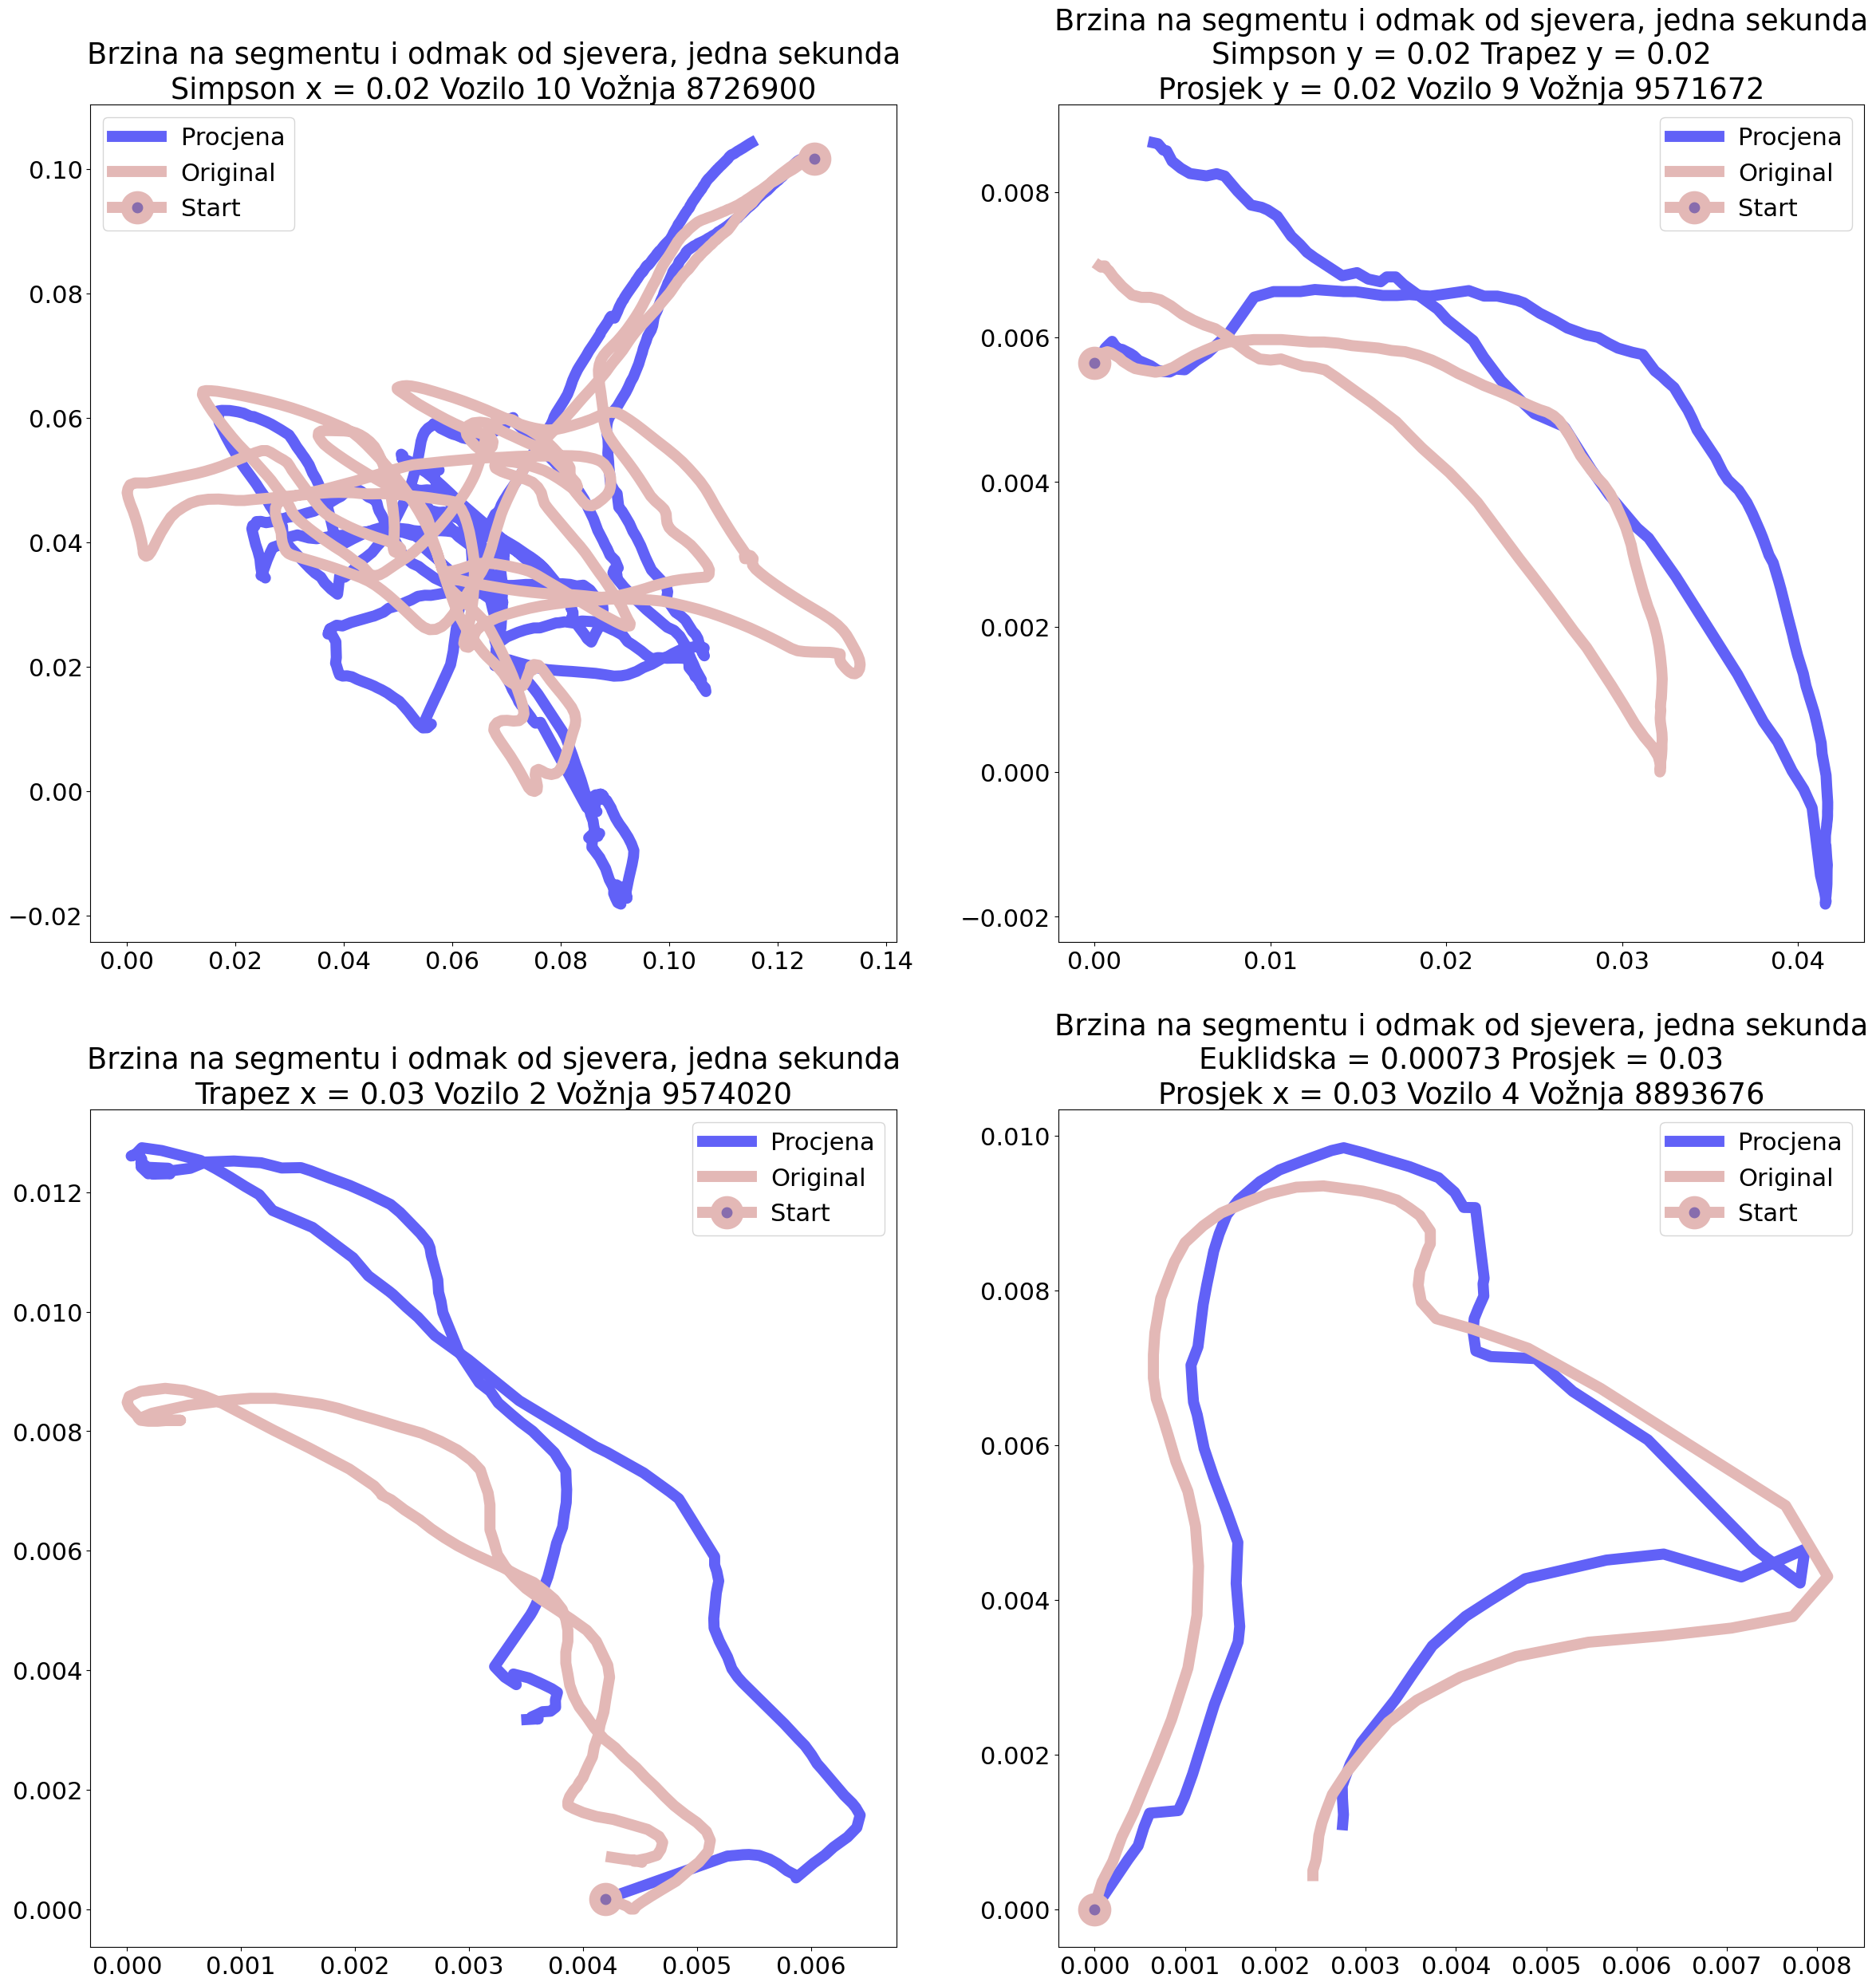 Brzina na segmentu i odmak od sjevera, jedna sekunda
Simpson x = 0.02 Vozilo 10 Vožnja 8726900
Procjena
Original
Start
0.10
0.08
0.06
0.04
0.02
0.00
−0.02
0.00 0.02 0.04 0.06 0.08 0.10 0.12 0.14
Brzina na segmentu i odmak od sjevera, jedna sekunda
Simpson y = 0.02 Trapez y = 0.02
Prosjek y = 0.02 Vozilo 9 Vožnja 9571672
Procjena
Original
Start
0.008
0.006
0.004
0.002
0.000
−0.002
0.00 0.01 0.02 0.03 0.04
Brzina na segmentu i odmak od sjevera, jedna sekunda
Trapez x = 0.03 Vozilo 2 Vožnja 9574020
Procjena
Original
Start
0.012
0.010
0.008
0.006
0.004
0.002
0.000
0.000 0.001 0.002 0.003 0.004 0.005 0.006
Brzina na segmentu i odmak od sjevera, jedna sekunda
Euklidska = 0.00073 Prosjek = 0.03
Prosjek x = 0.03 Vozilo 4 Vožnja 8893676
Procjena
Original
Start
0.010
0.008
0.006
0.004
0.002
0.000
0.000 0.001 0.002 0.003 0.004 0.005 0.006 0.007 0.008